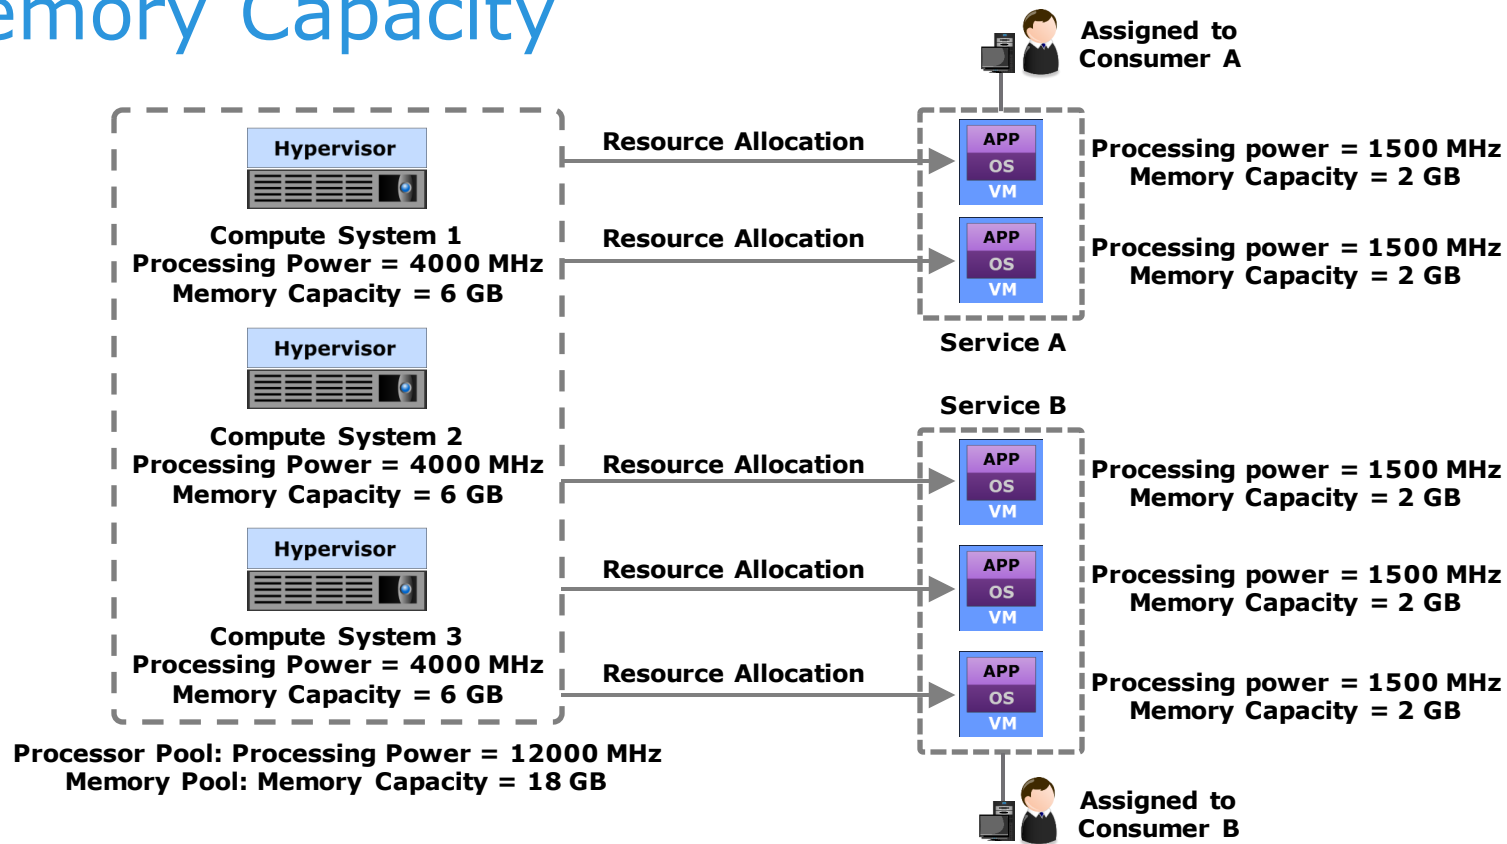 emory Capacity
Assigned to
Consumer A
Hypervisor
Compute System 1
Processing Power = 4000 MHz
Memory Capacity = 6 GB
Hypervisor
Compute System 2
Processing Power = 4000 MHz
Memory Capacity = 6 GB
Hypervisor
Compute System 3
Processing Power = 4000 MHz
Memory Capacity = 6 GB
Processor Pool: Processing Power = 12000 MHz
Memory Pool: Memory Capacity = 18 GB
Resource Allocation
Resource Allocation
Resource Allocation
Resource Allocation
Resource Allocation
APP
OS
VM
Processing power = 1500 MHz
Memory Capacity = 2 GB
APP
OS
VM
Processing power = 1500 MHz
Memory Capacity = 2 GB
Service A
Service B
APP
OS
VM
Processing power = 1500 MHz
Memory Capacity = 2 GB
APP
OS
VM
Processing power = 1500 MHz
Memory Capacity = 2 GB
APP
OS
VM
Processing power = 1500 MHz
Memory Capacity = 2 GB
Assigned to
Consumer B